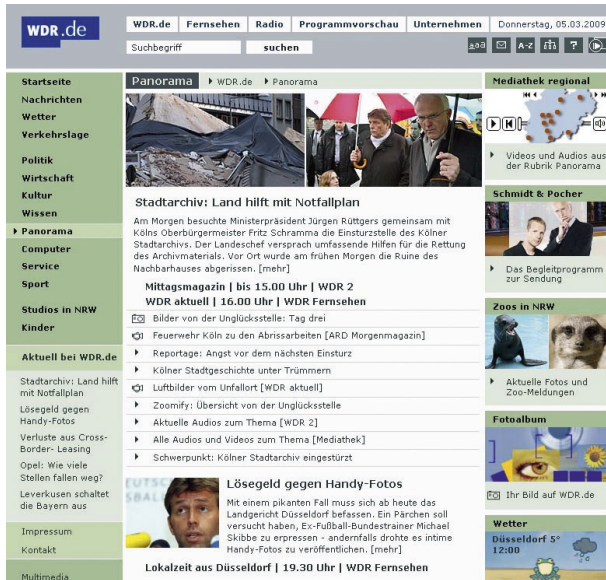 WDR.de
WDR.de Fernsehen Radio Programmvorschau Unternehmen Donnerstag, 05.03.2009
Suchbegriff suchen
a-a-a A-Z ?
Startseite
Nachrichten
Wetter
Verkehrslage
Politik
Wirtschaft
Kultur
Wissen
Panorama
Computer
Service
Sport
Studios in NRW
Kinder
Aktuell bei WDR.de
Stadtarchiv: Land hilft
mit Notfallplan
Lösegeld gegen
Handy-Fotos
Verluste aus Cross-
Border- Leasing
Opel: Wie viele
Stellen fallen weg?
Leverkusen schaltet
die Bayern aus
Impressum
Kontakt
Multimedia
Panorama WDR.de Panorama
Stadtarchiv: Land hilft mit Notfallplan
Am Morgen besuchte Ministerpräsident Jürgen Rüttgers gemeinsam mit
Kölns Oberbürgermeister Fritz Schramma die Einsturzstelle des Kölner
Stadtarchivs. Der Landeschef versprach umfassende Hilfen für die Rettung
des Archivmaterials. Vor Ort wurde am frühen Morgen die Ruine des
Nachbarhauses abgerissen. [mehr]
Mittagsmagazin | bis 15.00 Uhr | WDR 2
WDR aktuell | 16.00 Uhr | WDR Fernsehen
Bilder von der Unglücksstelle: Tag drei
Feuerwehr Köln zu den Abrissarbeiten [ARD Morgenmagazin]
Reportage: Angst vor dem nächsten Einsturz
Kölner Stadtgeschichte unter Trümmern
Luftbilder vom Unfallort [WDR aktuell]
Zoomify: Übersicht von der Unglücksstelle
Aktuelle Audios zum Thema [WDR 2]
Alle Audios und Videos zum Thema [Mediathek]
Schwerpunkt: Kölner Stadtarchiv eingestürzt
Lösegeld gegen Handy-Fotos
Mit einem pikanten Fall muss sich ab heute das
Landgericht Düsseldorf befassen. Ein Pärchen soll
versucht haben, Ex-Fußball-Bundestrainer Michael
Skibbe zu erpressen - andernfalls drohte es intime
Handy-Fotos zu veröffentlichen. [mehr]
Lokalzeit aus Düsseldorf | 19.30 Uhr | WDR Fernsehen
Mediathek regional
Videos und Audios aus
der Rubrik Panorama
Schmidt & Pocher
Das Begleitprogramm
zur Sendung
Zoos in NRW
Aktuelle Fotos und
Zoo-Meldungen
Fotoalbum
Ihr Bild auf WDR.de
Wetter
Düsseldorf 5°
12:00